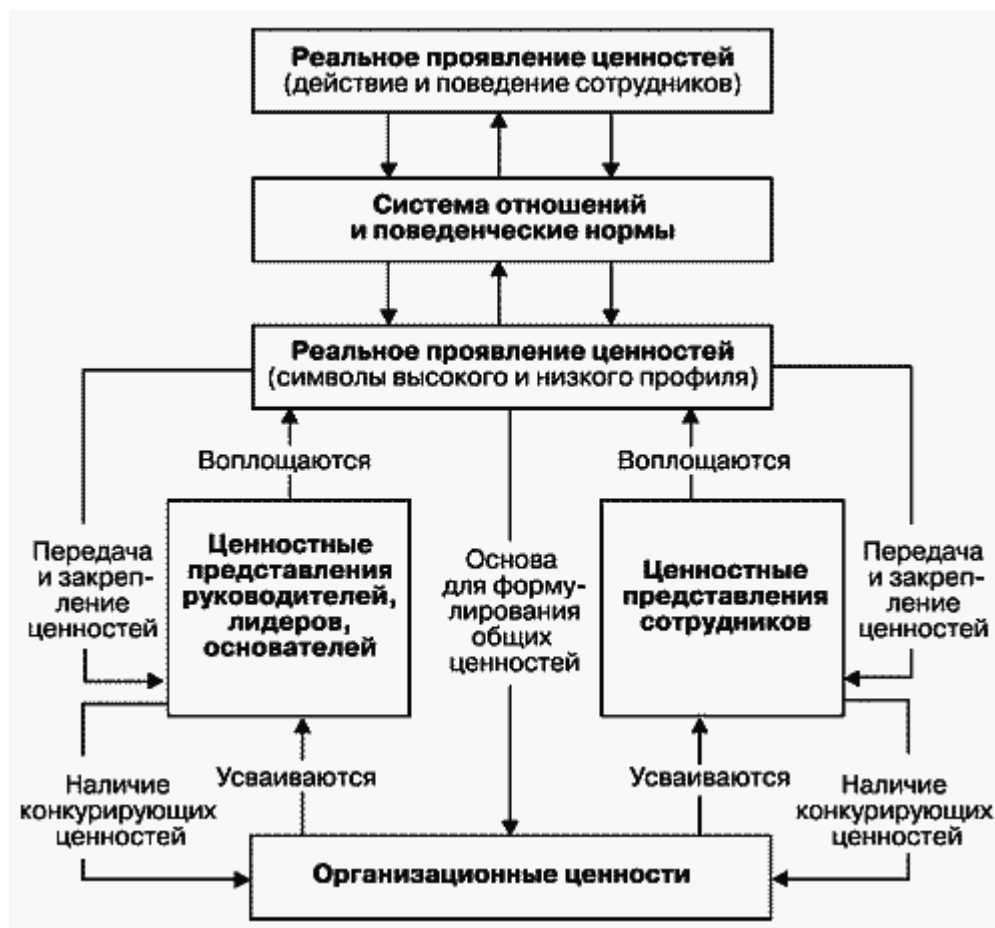 Реальное проявление ценностей
(действие и поведение сотрудников)
Система отношений
и поведенческие нормы
Реальное проявление ценностей
(символы высокого и низкого профиля)
Воплощаются
Воплощаются
Передача
и закреп-
ление
ценностей
Ценностные
представления
руководителей,
лидеров,
основателей
Основа
для форму-
лирования
общих
ценностей
Ценностные
представления
сотрудников
Передача
и закреп-
ление
ценностей
Наличие
конкурирующих
ценностей
Усваиваются
Усваиваются
Наличие
конкурирующих
ценностей
Организационные ценности